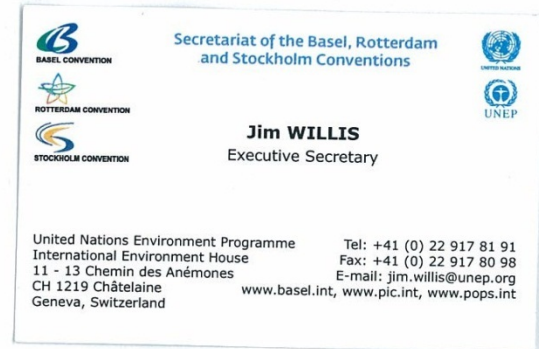 BASEL CONVENTION
Secretariat of the Basel, Rotterdam
and Stockholm Conventions
UNITED NATIONS
ROTTERDAM CONVENTION
UNEP
STOCKHOLM CONVENTION
Jim WILLIS
Executive Secretary
United Nations Environment Programme
International Environment House
11 - 13 Chemin des Anémones
CH 1219 Châtelaine
Geneva, Switzerland
Tel: +41 (0) 22 917 81 91
Fax: +41 (0) 22 917 80 98
E-mail: jim.willis@unep.org
www.basel.int, www.pic.int, www.pops.int